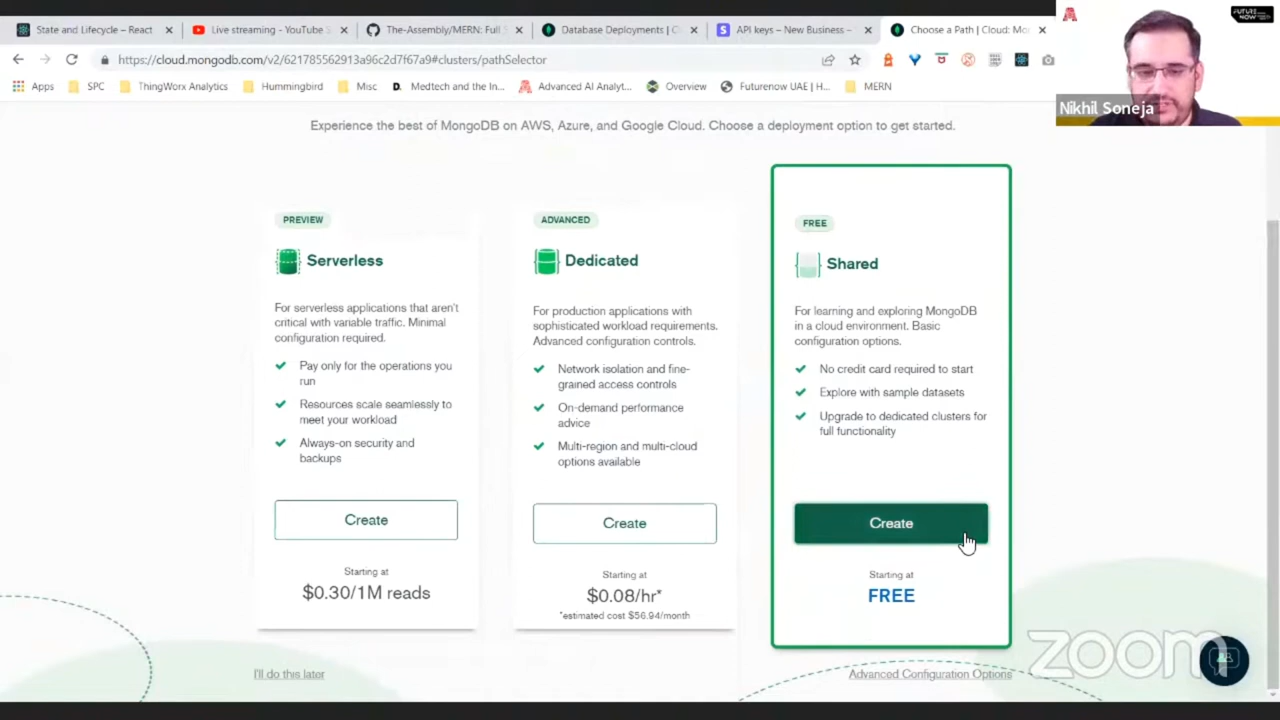 State and Lifecycle – React
Live streaming - YouTube S
The-Assembly/MERN: Full S
Database Deployments | C
API keys – New Business –
Choose a Path | Cloud: Mo
https://cloud.mongodb.com/v2/621785562913a96c2d7f67a9#clusters/pathSelector
Apps
SPC
ThingWorx Analytics
Hummingbird
Misc
Medtech and the In...
Advanced AI Analyt...
Overview
Futurenow UAE | H...
MERN
FUTURE
NOW
Nikhil Soneja
Experience the best of MongoDB on AWS, Azure, and Google Cloud. Choose a deployment option to get started.
PREVIEW
Serverless
For serverless applications that aren't
critical with variable traffic. Minimal
configuration required.
Pay only for the operations you
run
Resources scale seamlessly to
meet your workload
Always-on security and
backups
Create
Starting at
$0.30/1M reads
ADVANCED
Dedicated
For production applications with
sophisticated workload requirements.
Advanced configuration controls.
Network isolation and fine-
grained access controls
On-demand performance
advice
Multi-region and multi-cloud
options available
Create
Starting at
$0.08/hr*
*estimated cost $56.94/month
FREE
Shared
For learning and exploring MongoDB
in a cloud environment. Basic
configuration options.
No credit card required to start
Explore with sample datasets
Upgrade to dedicated clusters for
full functionality
Create
Starting at
FREE
I'll do this later
Advanced Configuration Options
zoom